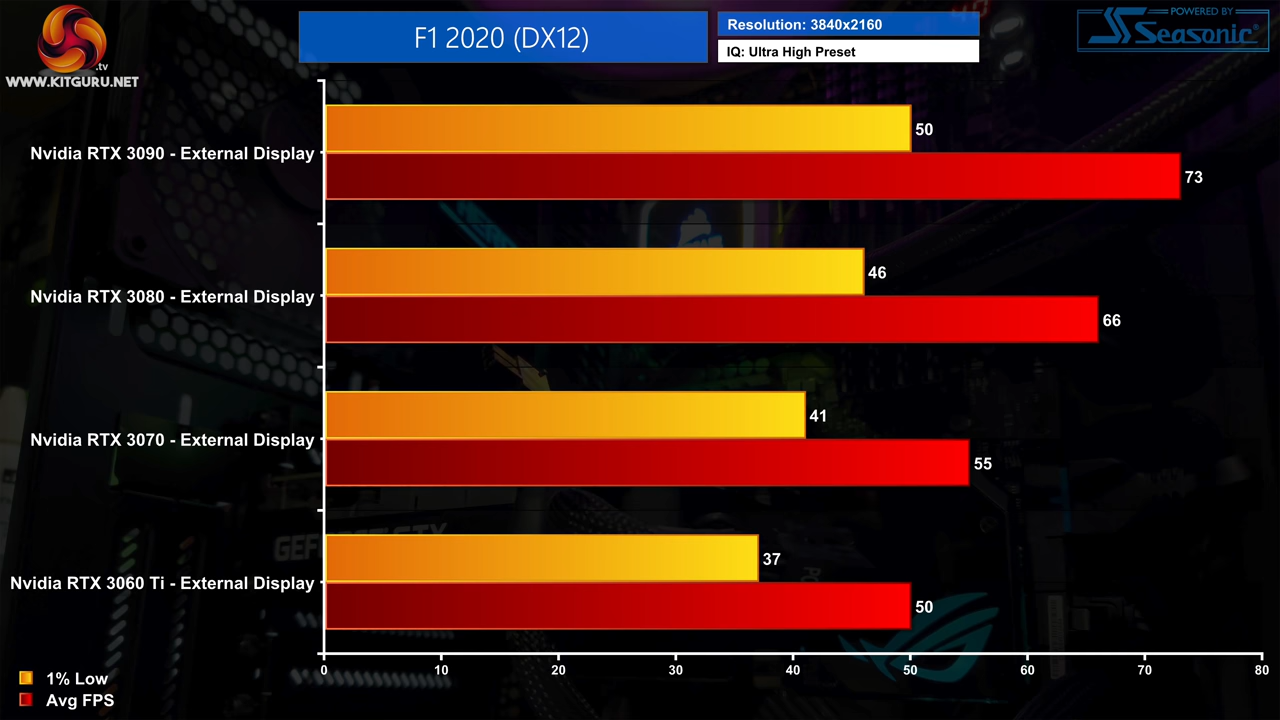 F1 2020 (DX12)
Resolution: 3840x2160
IQ: Ultra High Preset
POWERED BY
Seasonic
.tv
WWW.KITGURU.NET
Nvidia RTX 3090 - External Display
50
73
Nvidia RTX 3080 - External Display
46
66
Nvidia RTX 3070 - External Display
41
55
Nvidia RTX 3060 Ti - External Display
37
50
0 10 20 30 40 50 60 70 80
1% Low
Avg FPS